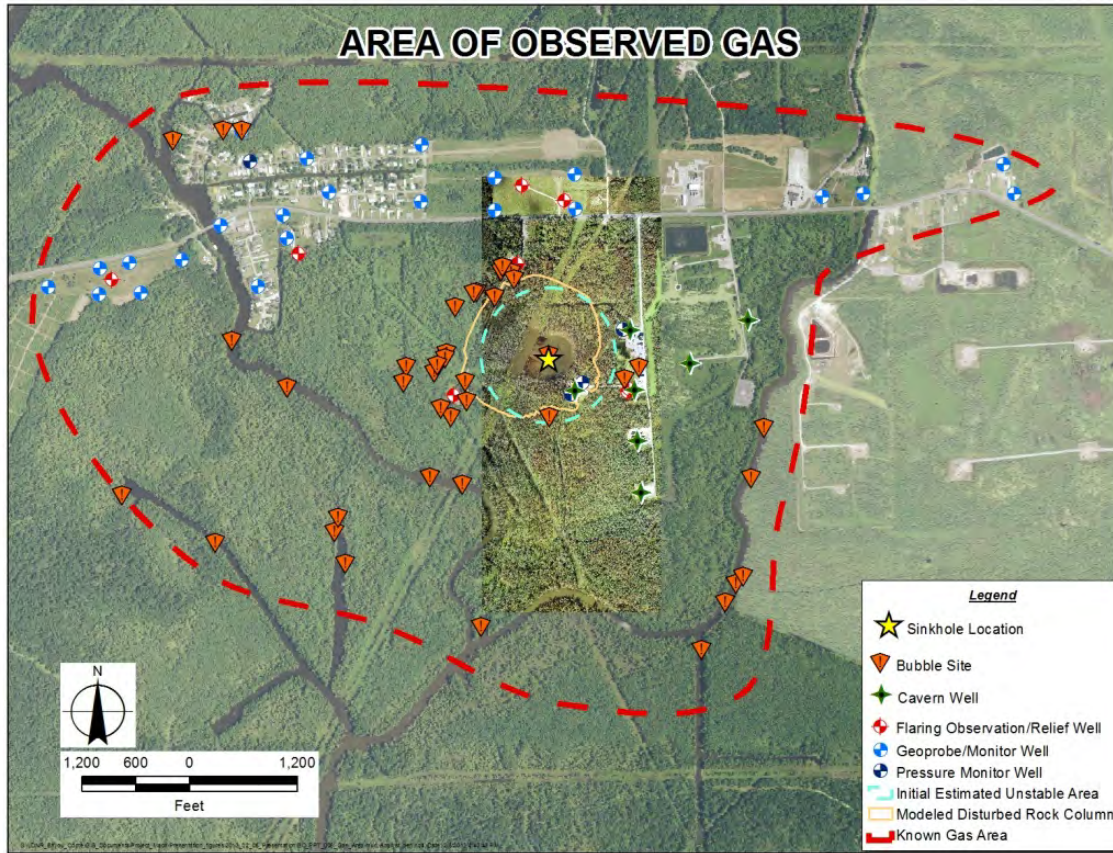 AREA OF OBSERVED GAS
N
1,200 600 0 1,200
Feet
Legend
Sinkhole Location
Bubble Site
Cavern Well
Flaring Observation/Relief Well
Geoprobe/Monitor Well
Pressure Monitor Well
Initial Estimated Unstable Area
Modeled Disturbed Rock Column
Known Gas Area